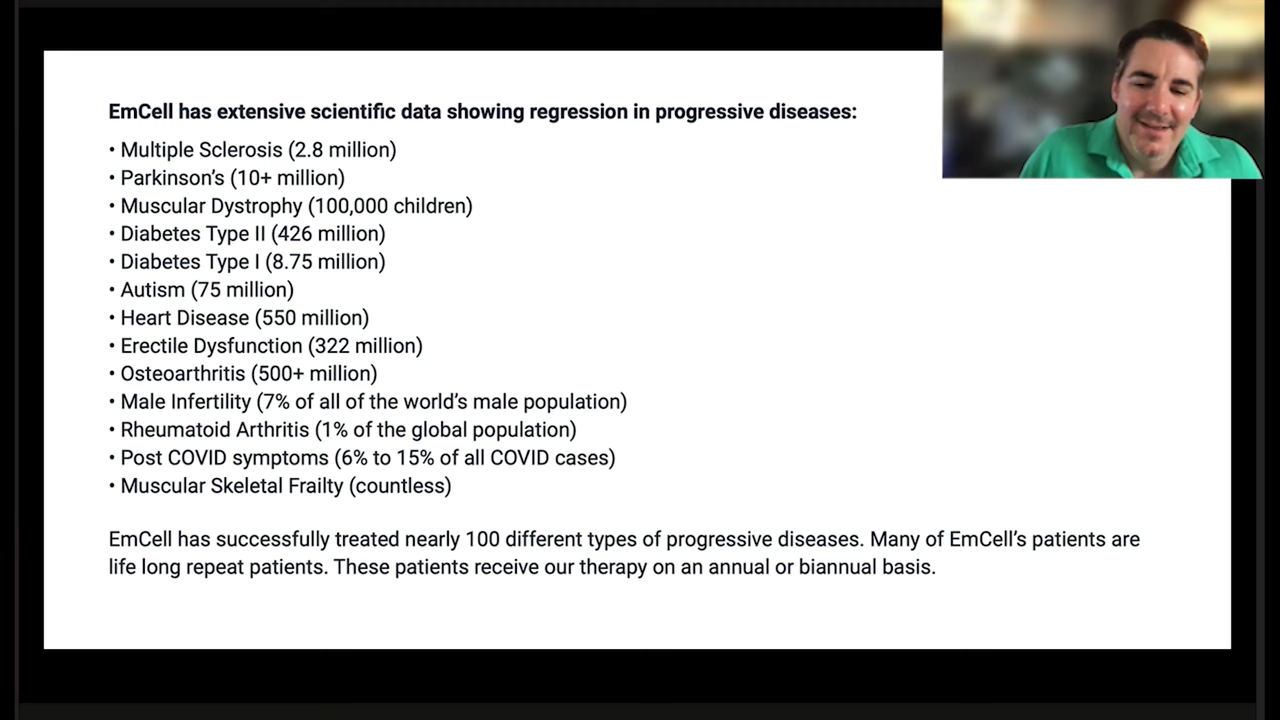 EmCell has extensive scientific data showing regression in progressive diseases:
• Multiple Sclerosis (2.8 million)
• Parkinson’s (10+ million)
• Muscular Dystrophy (100,000 children)
• Diabetes Type II (426 million)
• Diabetes Type I (8.75 million)
• Autism (75 million)
• Heart Disease (550 million)
• Erectile Dysfunction (322 million)
• Osteoarthritis (500+ million)
• Male Infertility (7% of all of the world’s male population)
• Rheumatoid Arthritis (1% of the global population)
• Post COVID symptoms (6% to 15% of all COVID cases)
• Muscular Skeletal Frailty (countless)
EmCell has successfully treated nearly 100 different types of progressive diseases. Many of EmCell’s patients are
life long repeat patients. These patients receive our therapy on an annual or biannual basis.